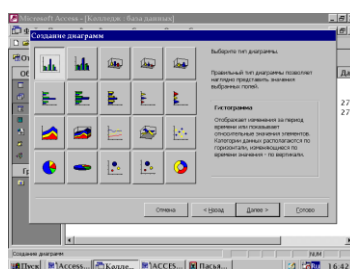 Microsoft Access - [Колледж : база данных]
Создание диаграмм
Выберите тип диаграммы.
Правильный тип диаграммы позволяет
наглядно представить значения
выбранных полей.
Гистограмма
Отображает изменения за период
времени или показывает
относительные значения элементов.
Категории данных располагаются по
горизонтали, изменяющиеся по
времени значения - по вертикали.
Отмена
< Назад
Далее >
Готово
Создание диаграмм
NUM
Пуск
Access...
Колле...
ACCES...
Пасья...
16:42